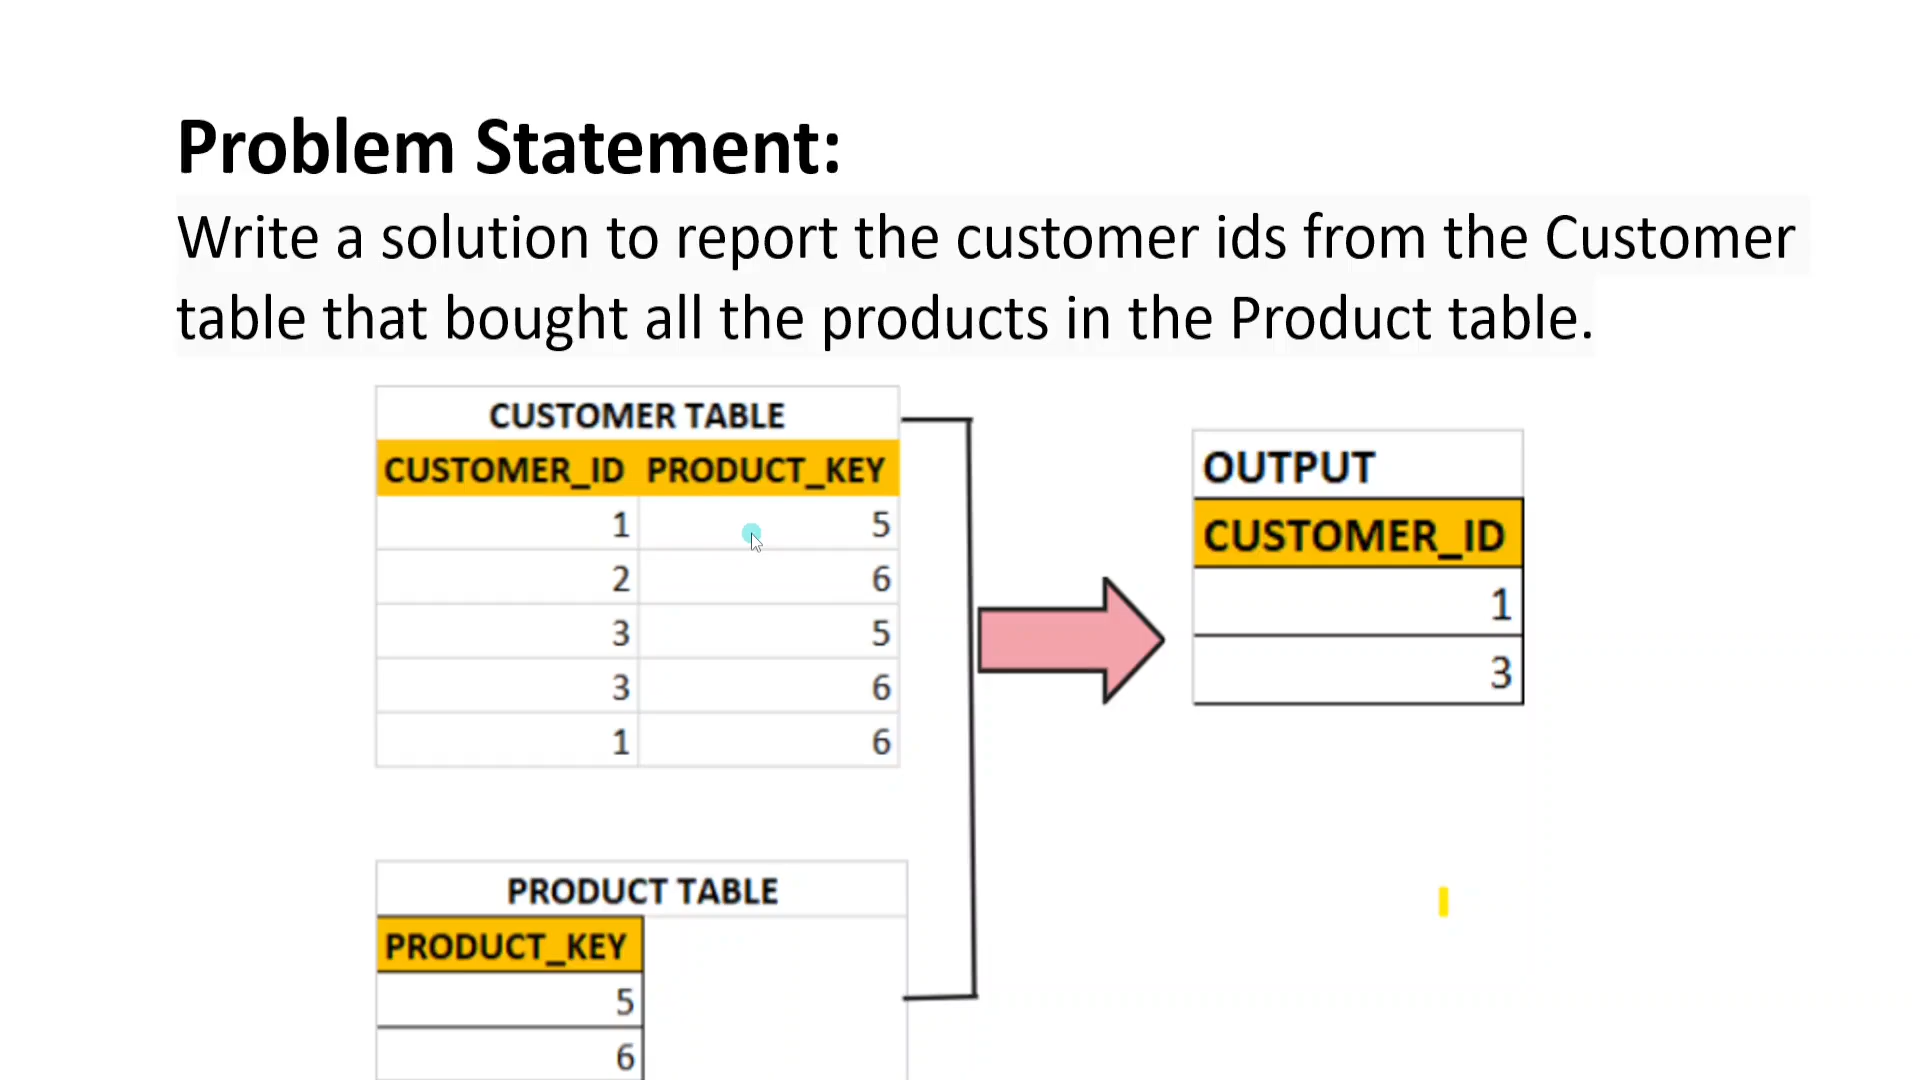 Problem Statement:
Write a solution to report the customer ids from the Customer
table that bought all the products in the Product table.
CUSTOMER TABLE
CUSTOMER_ID PRODUCT_KEY
1 5
2 6
3 5
3 6
1 6
OUTPUT
CUSTOMER_ID
1
3
PRODUCT TABLE
PRODUCT_KEY
5
6